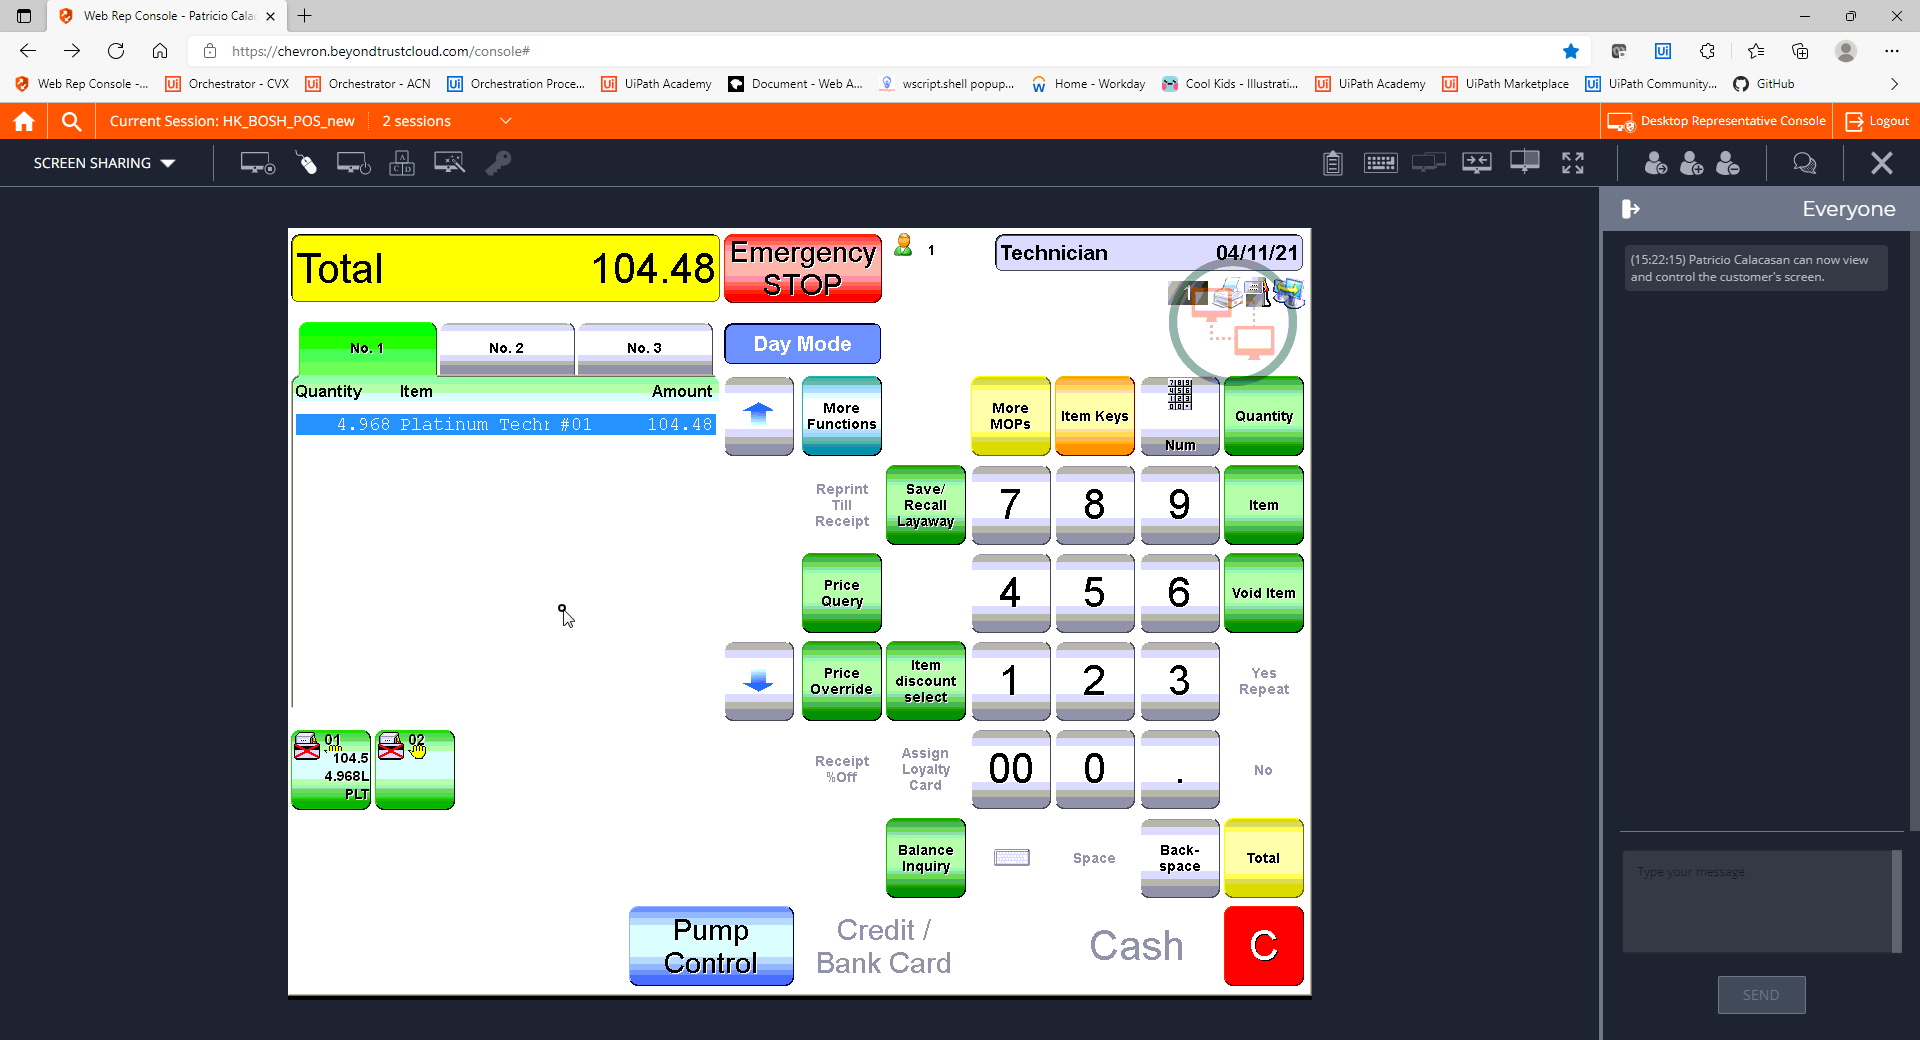 Web Rep Console - Patricio Cala
https://chevron.beyondtrustcloud.com/console#
Web Rep Console -...
Orchestrator - CVX
Orchestrator - ACN
Orchestration Proce...
UiPath Academy
Document - Web A...
wscript.shell popup...
Home - Workday
Cool Kids - Illustrati...
UiPath Academy
UiPath Marketplace
UiPath Community...
GitHub
Current Session: HK_BOSH_POS_new
2 sessions
Desktop Representative Console
Logout
SCREEN SHARING
Everyone
(15:22:15) Patricio Calacasan can now view
and control the customer's screen.
Total 104.48
Emergency
STOP
1
Technician 04/11/21
1
No. 1
No. 2
No. 3
Day Mode
Quantity Item Amount
4.968 Platinum Techr #01 104.48
More
Functions
More
MOPs
Item Keys
Num
Quantity
Reprint
Till
Receipt
Save/
Recall
Layaway
7
8
9
Item
Price
Query
4
5
6
Void Item
Price
Override
Item
discount
select
1
2
3
Yes
Repeat
01
104.5
4.968L
PLT
02
Receipt
%Off
Assign
Loyalty
Card
00
0
.
No
Balance
Inquiry
Space
Back-
space
Total
Pump
Control
Credit /
Bank Card
Cash
C
Type your message
SEND